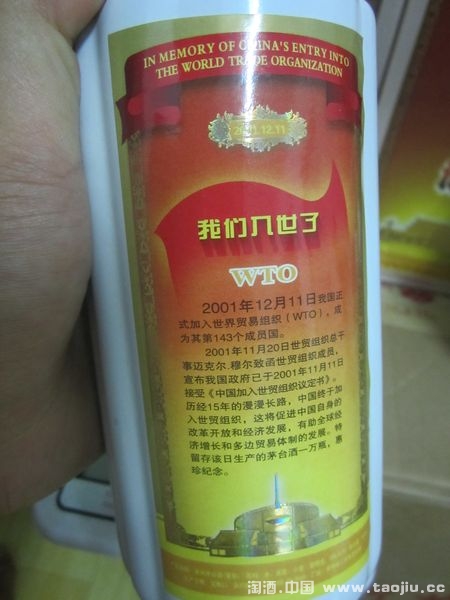 IN MEMORY OF CHINA'S ENTRY INTO
THE WORLD TRADE ORGANIZATION
2001.12.11
我们入世了
WTO
2001年12月11日我国正
式加入世界贸易组织（WTO），成
为其第143个成员国。
2001年11月20日世贸组织总干
事迈克尔.穆尔致函世贸组织成员，
宣布我国政府已于2001年11月11日
接受《中国加入世贸组织议定书》。
历经15年的漫漫长路，中国终于加
入世贸组织，这将促进中国自身的
改革开放和经济发展，有助全球经
济增长和多边贸易体制的发展。特
留存该日生产的茅台酒一万瓶，惠
珍纪念。
淘酒.中国 www.taojiu.cc